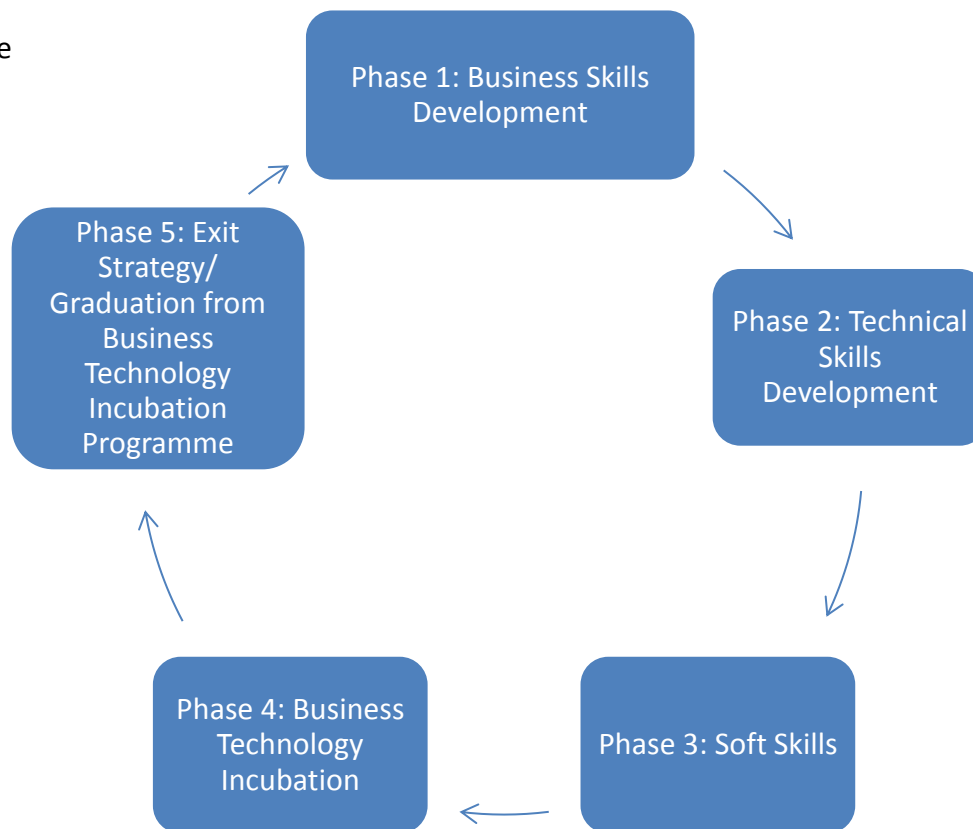 e
Phase 1: Business Skills
Development
Phase 2: Technical
Skills
Development
Phase 3: Soft Skills
Phase 4: Business
Technology
Incubation
Phase 5: Exit
Strategy/
Graduation from
Business
Technology
Incubation
Programme